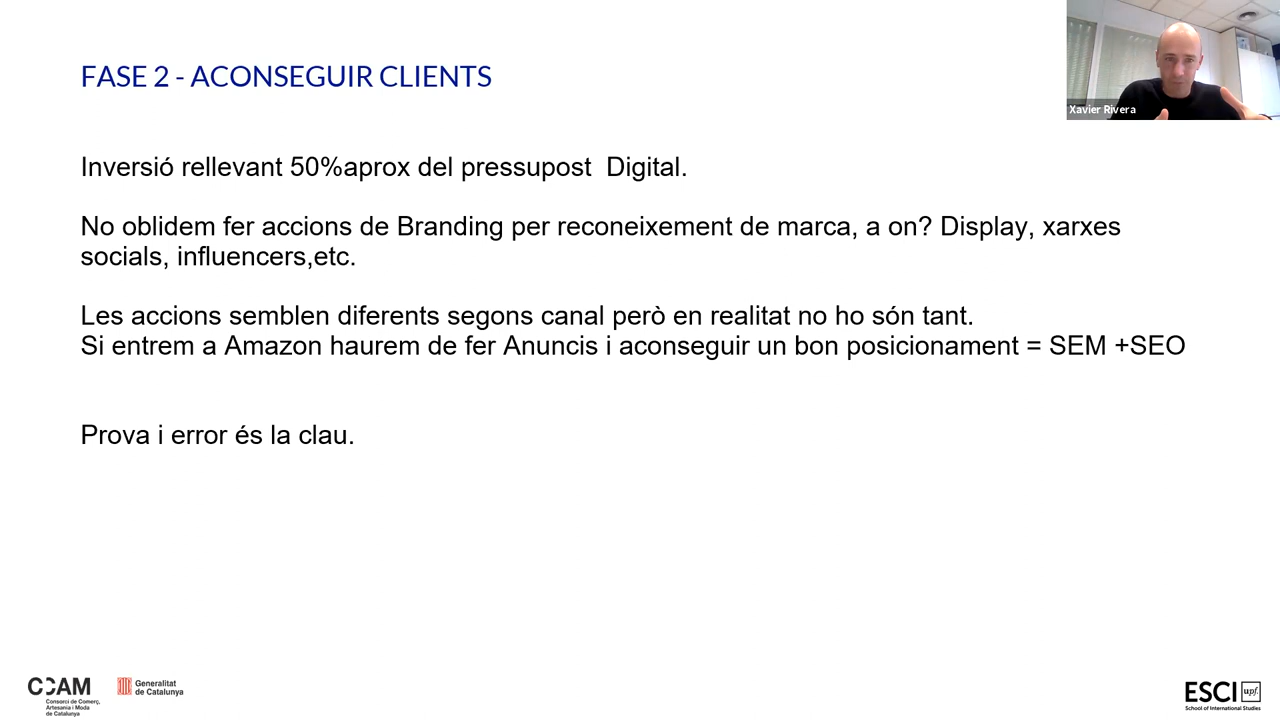 FASE 2 - ACONSEGUIR CLIENTS
Xavier Rivera
Inversió rellevant 50%aprox del pressupost  Digital.
No oblidem fer accions de Branding per reconeixement de marca, a on? Display, xarxes
socials, influencers,etc.
Les accions semblen diferents segons canal però en realitat no ho són tant.
Si entrem a Amazon haurem de fer Anuncis i aconseguir un bon posicionament = SEM +SEO
Prova i error és la clau.
CCAM
Consorci de Comerç,
Artesania i Moda
de Catalunya
Generalitat
de Catalunya
ESCI upf.
School of International Studies